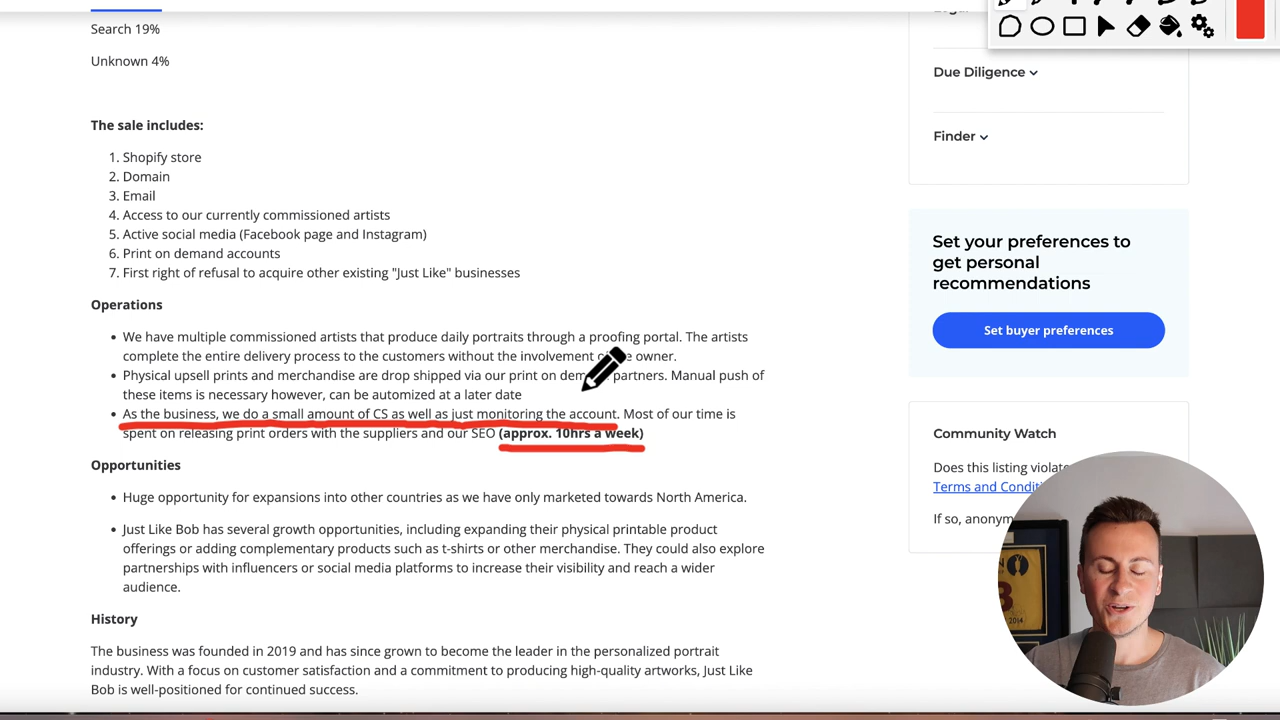 Search 19%
Unknown 4%
The sale includes:
1. Shopify store
2. Domain
3. Email
4. Access to our currently commissioned artists
5. Active social media (Facebook page and Instagram)
6. Print on demand accounts
7. First right of refusal to acquire other existing "Just Like" businesses
Operations
• We have multiple commissioned artists that produce daily portraits through a proofing portal. The artists
complete the entire delivery process to the customers without the involvement owner.
• Physical upsell prints and merchandise are drop shipped via our print on partners. Manual push of
these items is necessary however, can be automized at a later date
• As the business, we do a small amount of CS as well as just monitoring the account. Most of our time is
spent on releasing print orders with the suppliers and our SEO (approx. 10hrs a week)
Opportunities
• Huge opportunity for expansions into other countries as we have only marketed towards North America.
• Just Like Bob has several growth opportunities, including expanding their physical printable product
offerings or adding complementary products such as t-shirts or other merchandise. They could also explore
partnerships with influencers or social media platforms to increase their visibility and reach a wider
audience.
History
The business was founded in 2019 and has since grown to become the leader in the personalized portrait
industry. With a focus on customer satisfaction and a commitment to producing high-quality artworks, Just Like
Bob is well-positioned for continued success.
Due Diligence
Finder
Set your preferences to
get personal
recommendations
Set buyer preferences
Community Watch
Does this listing
Terms and
If so,